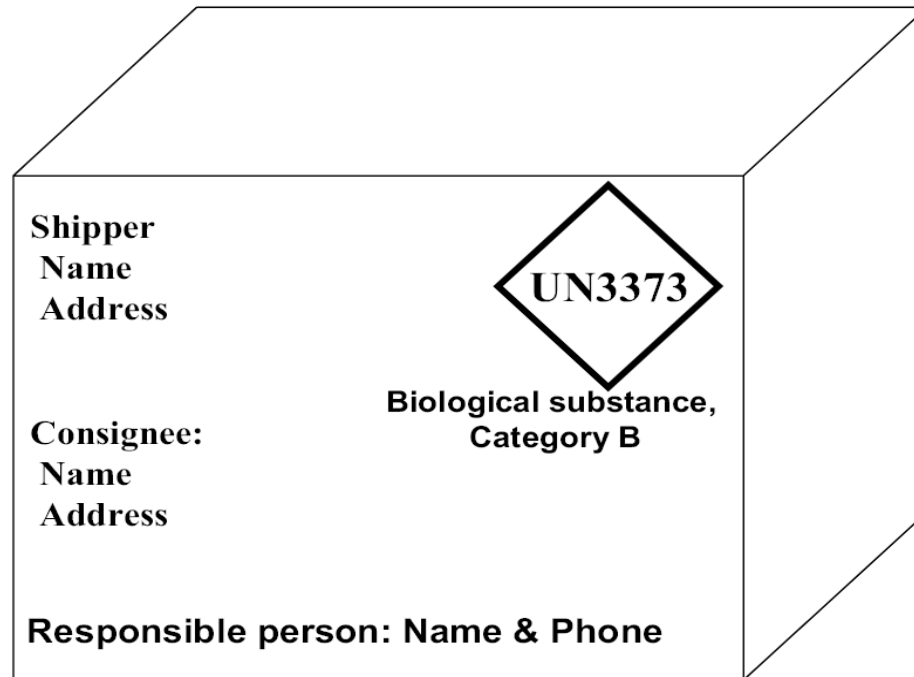 Shipper
Name
Address
UN3373
Biological substance,
Category B
Consignee:
Name
Address
Responsible person: Name & Phone